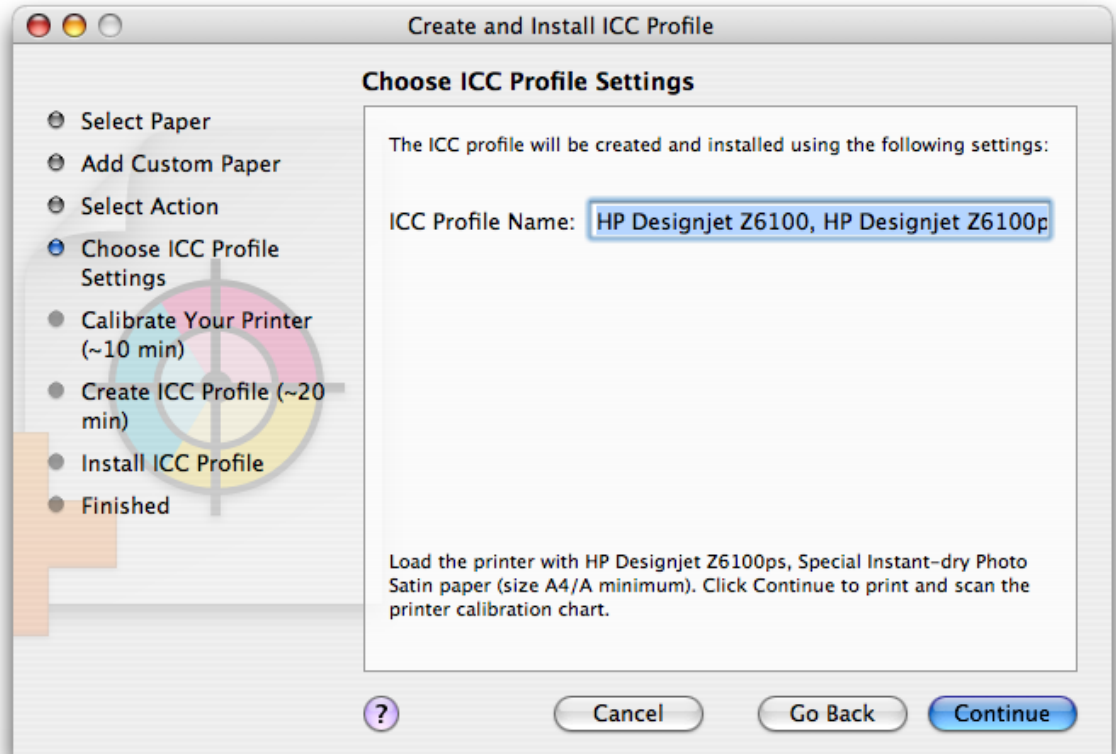 Create and Install ICC Profile
Choose ICC Profile Settings
Select Paper
Add Custom Paper
Select Action
Choose ICC Profile
Settings
Calibrate Your Printer
(~10 min)
Create ICC Profile (~20
min)
Install ICC Profile
Finished
The ICC profile will be created and installed using the following settings:
ICC Profile Name: HP Designjet Z6100, HP Designjet Z6100p
Load the printer with HP Designjet Z6100ps, Special Instant-dry Photo
Satin paper (size A4/A minimum). Click Continue to print and scan the
printer calibration chart.
? Cancel Go Back Continue